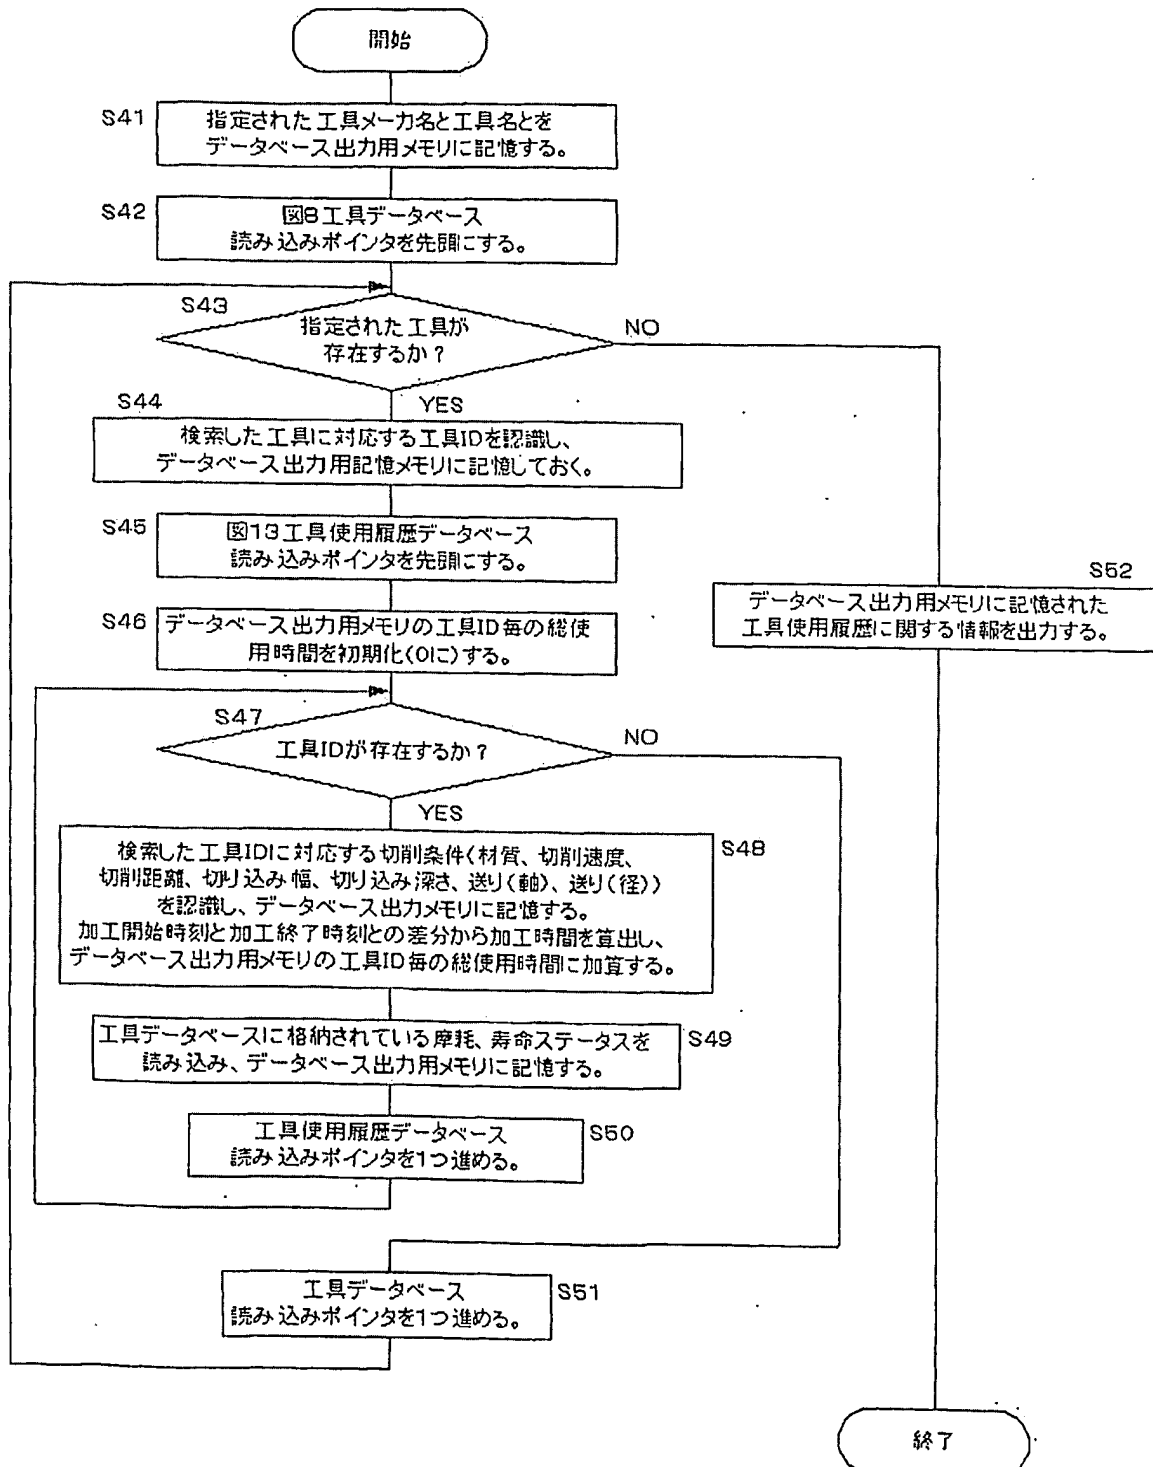 開始
S41
指定された工具メーカ名と工具名とを
データベース出力用メモリに記憶する。
S42
図8工具データベース
読み込みポインタを先頭にする。
S43
指定された工具が
存在するか?
NO
YES
S44
検索した工具に対応する工具IDを認識し、
データベース出力用記憶メモリに記憶しておく。
S45
図13工具使用履歴データベース
読み込みポインタを先頭にする。
S46
データベース出力用メモリの工具ID毎の総使
用時間を初期化(0に)する。
S52
データベース出力用メモリに記憶された
工具使用履歴に関する情報を出力する。
S47
工具IDが存在するか?
NO
YES
S48
検索した工具IDに対応する切削条件(材質、切削速度、
切削距離、切り込み幅、切り込み深さ、送り(軸)、送り(径))
を認識し、データベース出力メモリに記憶する。
加工開始時刻と加工終了時刻との差分から加工時間を算出し、
データベース出力用メモリの工具ID毎の総使用時間に加算する。
工具データベースに格納されている摩耗、寿命ステータスを
読み込み、データベース出力用メモリに記憶する。
S49
工具使用履歴データベース
読み込みポインタを1つ進める。
S50
工具データベース
読み込みポインタを1つ進める。
S51
終了